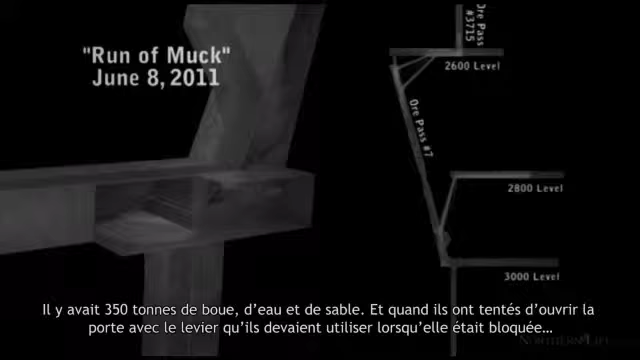 "Run of Muck"
June 8, 2011
Ore Pass
#3715
2600 Level
Ore Pass #7
2800 Level
3000 Level
Il y avait 350 tonnes de boue, d’eau et de sable. Et quand ils ont tentés d’ouvrir la
porte avec le levier qu’ils devaient utiliser lorsqu’elle était bloquée…
NORTHERN LIFE